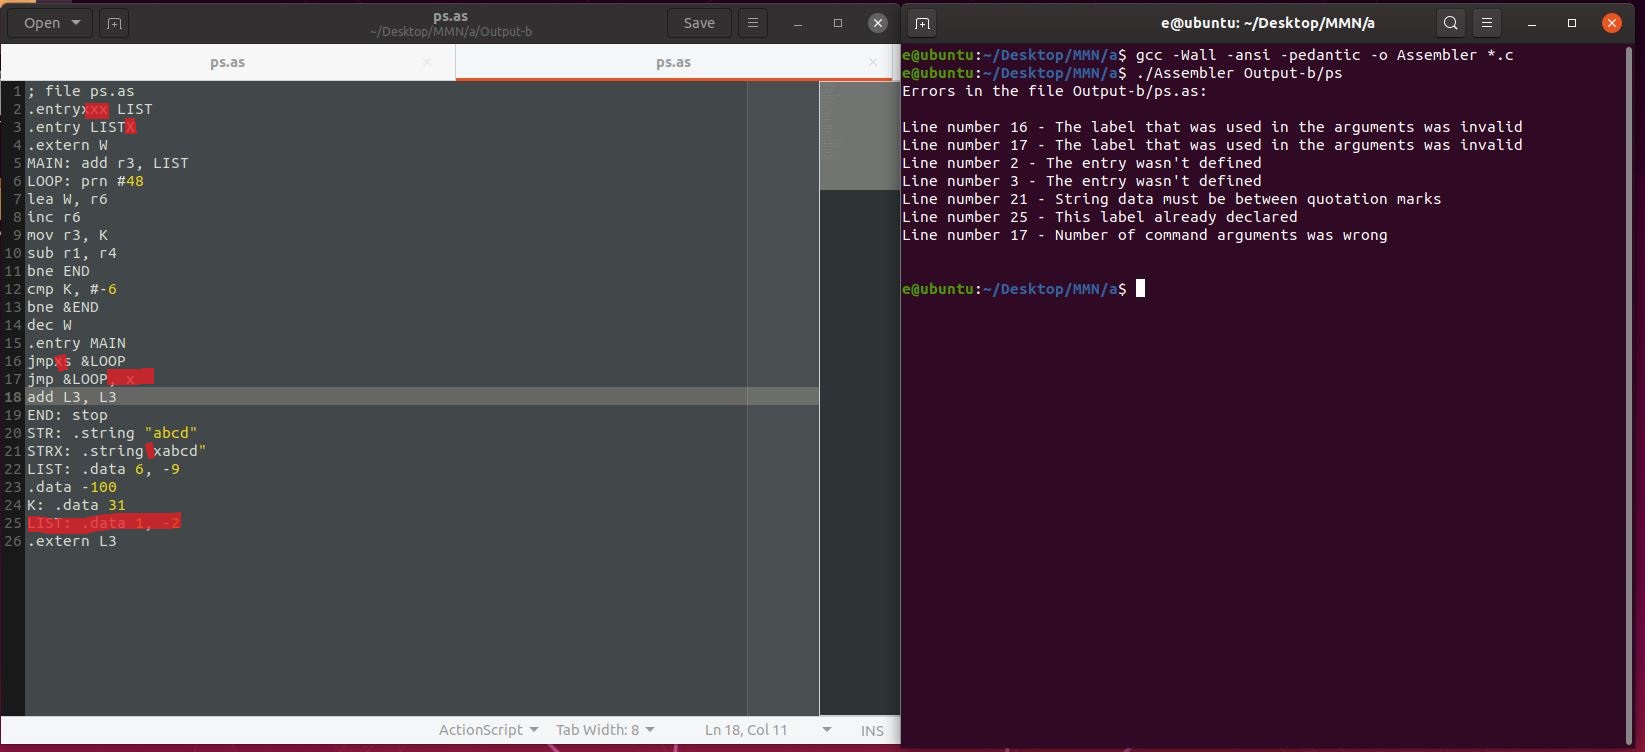 Open
ps.as
~/Desktop/MMN/a/Output-b
Save
ps.as
ps.as
1 ; file ps.as
2 .entryxxx LIST
3 .entry LISTX
4 .extern W
5 MAIN: add r3, LIST
6 LOOP: prn #48
7 lea W, r6
8 inc r6
9 mov r3, K
10 sub r1, r4
11 bne END
12 cmp K, #-6
13 bne &END
14 dec W
15 .entry MAIN
16 jmpxs &LOOP
17 jmp &LOOP, x
18 add L3, L3
19 END: stop
20 STR: .string "abcd"
21 STRX: .string xabcd"
22 LIST: .data 6, -9
23 .data -100
24 K: .data 31
25 LIST: .data 1, -2
26 .extern L3
ActionScript
Tab Width: 8
Ln 18, Col 11
INS
e@ubuntu: ~/Desktop/MMN/a
e@ubuntu:~/Desktop/MMN/a$ gcc -Wall -ansi -pedantic -o Assembler *.c
e@ubuntu:~/Desktop/MMN/a$ ./Assembler Output-b/ps
Errors in the file Output-b/ps.as:
Line number 16 - The label that was used in the arguments was invalid
Line number 17 - The label that was used in the arguments was invalid
Line number 2 - The entry wasn't defined
Line number 3 - The entry wasn't defined
Line number 21 - String data must be between quotation marks
Line number 25 - This label already declared
Line number 17 - Number of command arguments was wrong
e@ubuntu:~/Desktop/MMN/a$